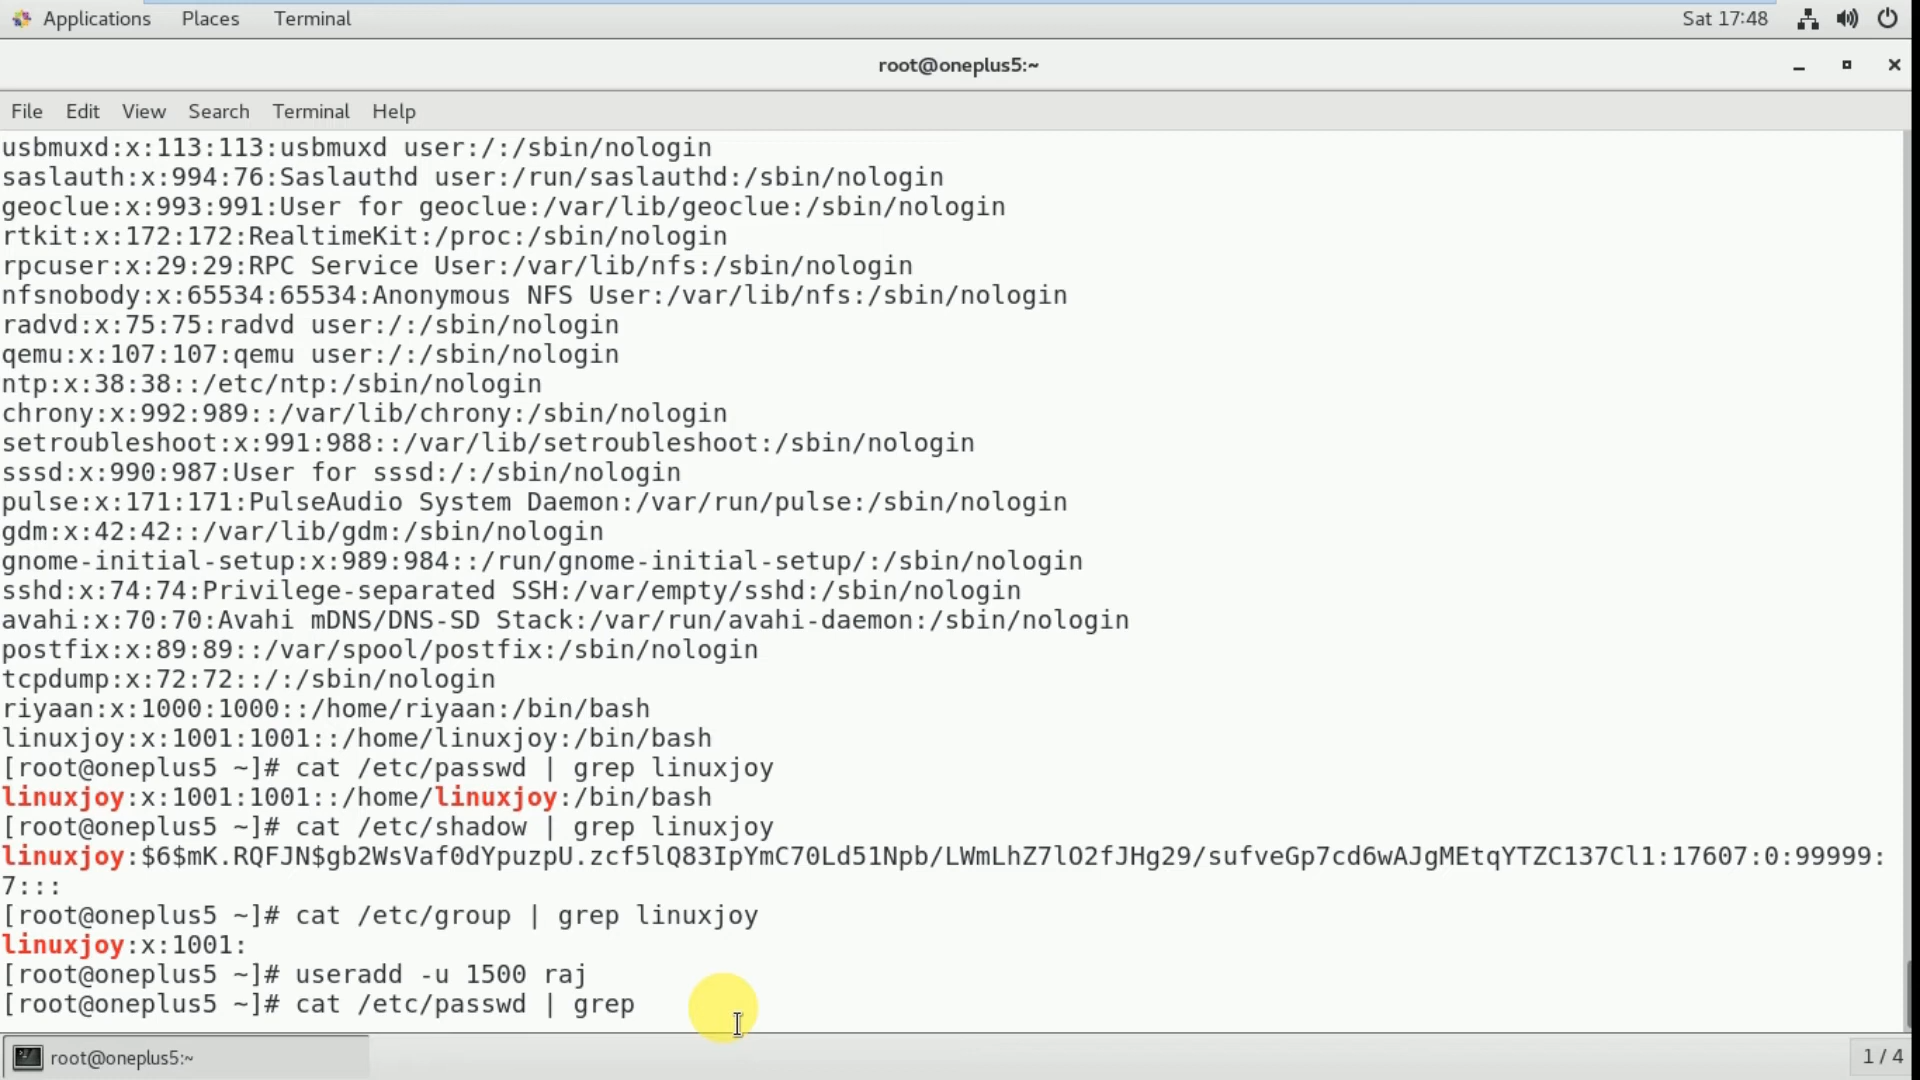 Applications Places Terminal Sat 17:48
root@oneplus5:~
File Edit View Search Terminal Help
usbmuxd:x:113:113:usbmuxd user:/:/sbin/nologin
saslauth:x:994:76:Saslauthd user:/run/saslauthd:/sbin/nologin
geoclue:x:993:991:User for geoclue:/var/lib/geoclue:/sbin/nologin
rtkit:x:172:172:RealtimeKit:/proc:/sbin/nologin
rpcuser:x:29:29:RPC Service User:/var/lib/nfs:/sbin/nologin
nfsnobody:x:65534:65534:Anonymous NFS User:/var/lib/nfs:/sbin/nologin
radvd:x:75:75:radvd user:/:/sbin/nologin
qemu:x:107:107:qemu user:/:/sbin/nologin
ntp:x:38:38::/etc/ntp:/sbin/nologin
chrony:x:992:989::/var/lib/chrony:/sbin/nologin
setroubleshoot:x:991:988::/var/lib/setroubleshoot:/sbin/nologin
sssd:x:990:987:User for sssd:/:/sbin/nologin
pulse:x:171:171:PulseAudio System Daemon:/var/run/pulse:/sbin/nologin
gdm:x:42:42::/var/lib/gdm:/sbin/nologin
gnome-initial-setup:x:989:984::/run/gnome-initial-setup/:/sbin/nologin
sshd:x:74:74:Privilege-separated SSH:/var/empty/sshd:/sbin/nologin
avahi:x:70:70:Avahi mDNS/DNS-SD Stack:/var/run/avahi-daemon:/sbin/nologin
postfix:x:89:89::/var/spool/postfix:/sbin/nologin
tcpdump:x:72:72::/:/sbin/nologin
riyaan:x:1000:1000::/home/riyaan:/bin/bash
linuxjoy:x:1001:1001::/home/linuxjoy:/bin/bash
[root@oneplus5 ~]# cat /etc/passwd | grep linuxjoy
linuxjoy:x:1001:1001::/home/linuxjoy:/bin/bash
[root@oneplus5 ~]# cat /etc/shadow | grep linuxjoy
linuxjoy:$6$mK.RQFJN$gb2WsVaf0dYpuzpU.zcf5lQ83IpYmC70Ld51Npb/LWmLhZ7lO2fJHg29/sufveGp7cd6wAJgMEtqYTZC137Cl1:17607:0:99999:
7:::
[root@oneplus5 ~]# cat /etc/group | grep linuxjoy
linuxjoy:x:1001:
[root@oneplus5 ~]# useradd -u 1500 raj
[root@oneplus5 ~]# cat /etc/passwd | grep
root@oneplus5:~ 1 / 4